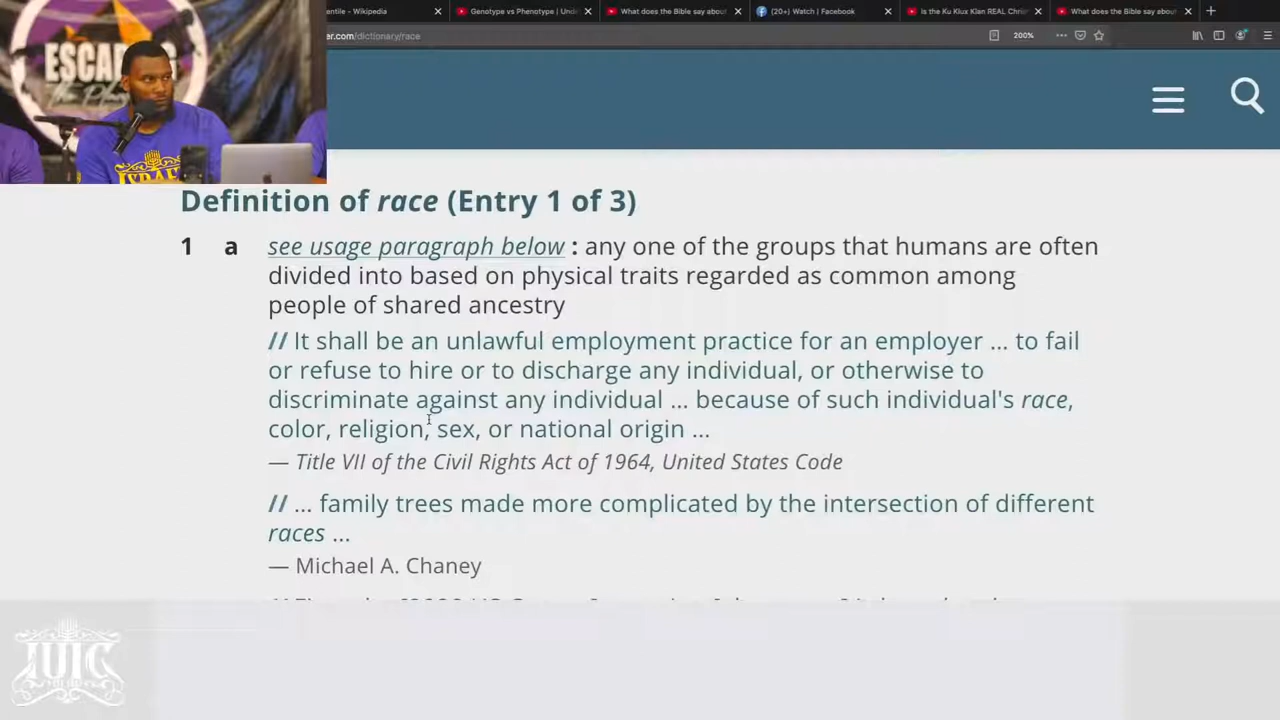 entile - Wikipedia
Genotype vs Phenotype | Und
What does the Bible say about
(20+) Watch | Facebook
Is the Ku Klux Klan REAL Chris
What does the Bible say about
er.com/dictionary/race
200%
ESCAP
The
ISRAE
Definition of race (Entry 1 of 3)
1 a see usage paragraph below : any one of the groups that humans are often
divided into based on physical traits regarded as common among
people of shared ancestry
// It shall be an unlawful employment practice for an employer ... to fail
or refuse to hire or to discharge any individual, or otherwise to
discriminate against any individual ... because of such individual's race,
color, religion, sex, or national origin ...
— Title VII of the Civil Rights Act of 1964, United States Code
// ... family trees made more complicated by the intersection of different
races ...
— Michael A. Chaney
IUIC